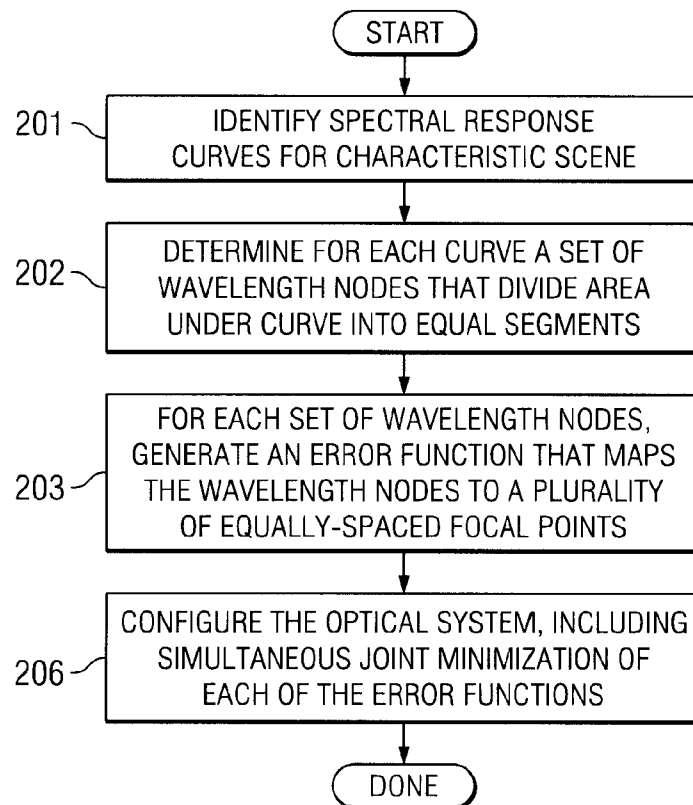 START
201
IDENTIFY SPECTRAL RESPONSE
CURVES FOR CHARACTERISTIC SCENE
202
DETERMINE FOR EACH CURVE A SET OF
WAVELENGTH NODES THAT DIVIDE AREA
UNDER CURVE INTO EQUAL SEGMENTS
203
FOR EACH SET OF WAVELENGTH NODES,
GENERATE AN ERROR FUNCTION THAT MAPS
THE WAVELENGTH NODES TO A PLURALITY
OF EQUALLY-SPACED FOCAL POINTS
206
CONFIGURE THE OPTICAL SYSTEM, INCLUDING
SIMULTANEOUS JOINT MINIMIZATION OF
EACH OF THE ERROR FUNCTIONS
DONE